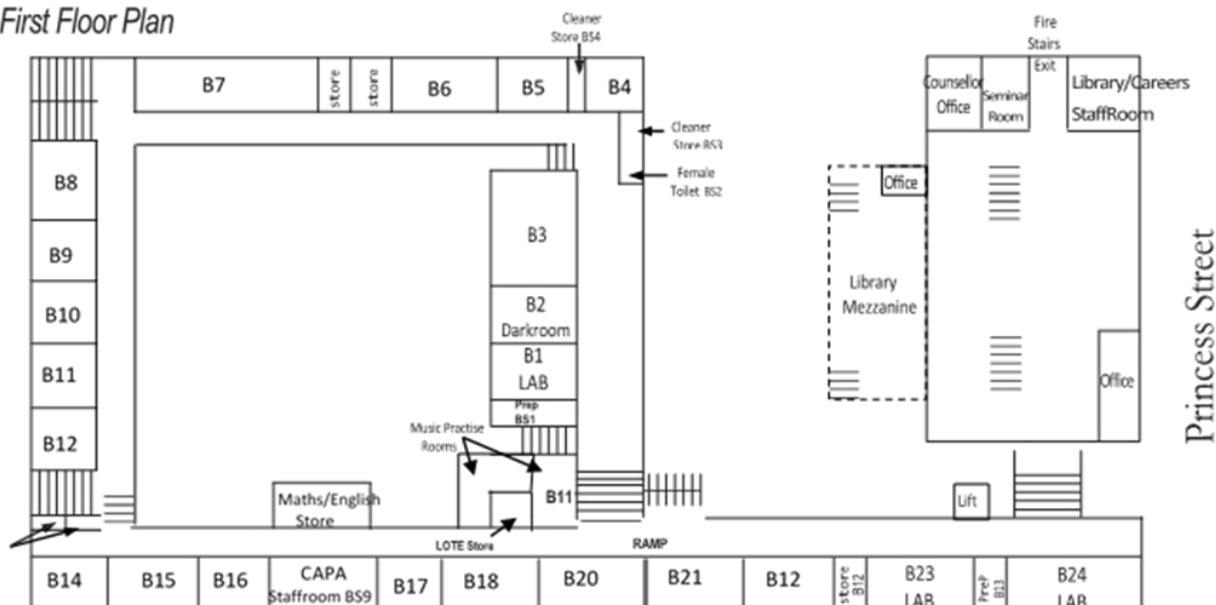 First Floor Plan
Cleaner
Store BS4
Fire
Stairs
Exit
B7
store
store
B6
B5
B4
Counsellor
Office
Seminar
Room
Library/Careers
StaffRoom
Cleaner
Store BS3
Female
Toilet BS2
B8
Office
B3
B9
Library
Mezzanine
Princess Street
B10
B2
Darkroom
B11
B1
LAB
Office
Prep
BS1
B12
Music Practise
Rooms
Maths/English
Store
B11
Lift
LOTE Store
RAMP
B14
B15
B16
CAPA
Staffroom BS9
B17
B18
B20
B21
B12
store
B12
B23
LAB
PreP
B13
B24
LAB